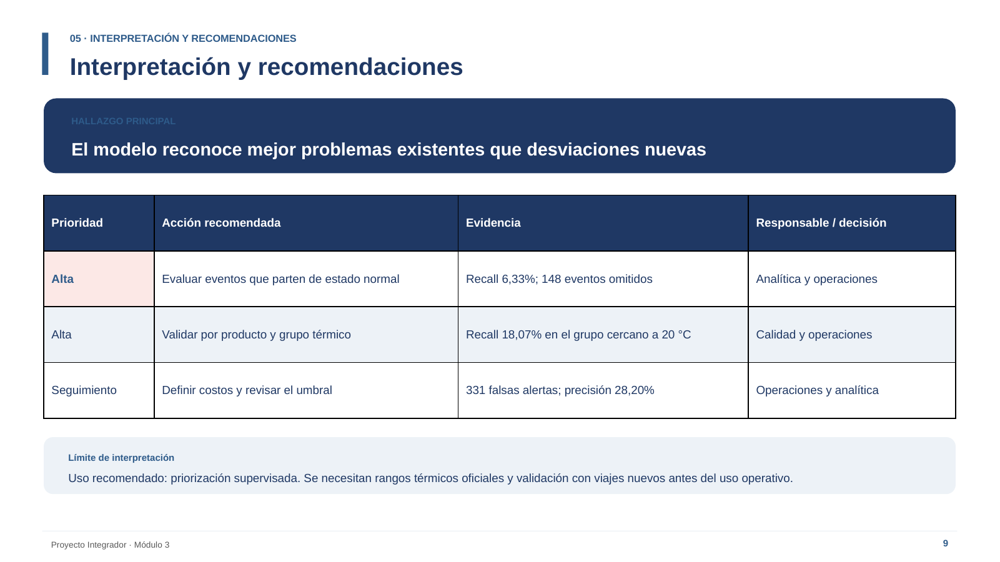 05 · INTERPRETACIÓN Y RECOMENDACIONES
Interpretación y recomendaciones
HALLAZGO PRINCIPAL
El modelo reconoce mejor problemas existentes que desviaciones nuevas
Prioridad Acción recomendada Evidencia Responsable / decisión
Alta Evaluar eventos que parten de estado normal Recall 6,33%; 148 eventos omitidos Analítica y operaciones
Alta Validar por producto y grupo térmico Recall 18,07% en el grupo cercano a 20 °C Calidad y operaciones
Seguimiento Definir costos y revisar el umbral 331 falsas alertas; precisión 28,20% Operaciones y analítica
Límite de interpretación
Uso recomendado: priorización supervisada. Se necesitan rangos térmicos oficiales y validación con viajes nuevos antes del uso operativo.
Proyecto Integrador · Módulo 3
9